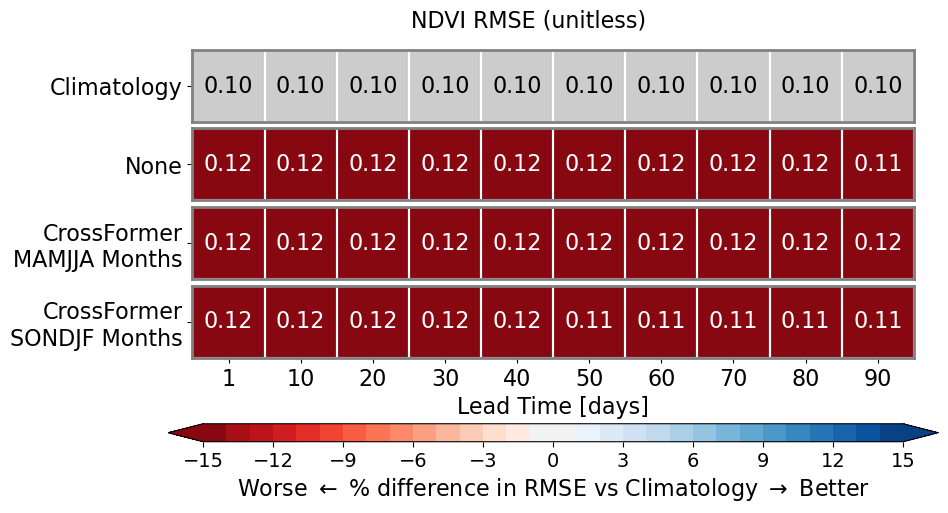 NDVI RMSE (unitless)
Climatology 0.10 0.10 0.10 0.10 0.10 0.10 0.10 0.10 0.10 0.10
None 0.12 0.12 0.12 0.12 0.12 0.12 0.12 0.12 0.12 0.11
CrossFormer
MAMJJA Months 0.12 0.12 0.12 0.12 0.12 0.12 0.12 0.12 0.12 0.12
CrossFormer
SONDJF Months 0.12 0.12 0.12 0.12 0.12 0.11 0.11 0.11 0.11 0.11
1 10 20 30 40 50 60 70 80 90
Lead Time [days]
−15 −12 −9 −6 −3 0 3 6 9 12 15
Worse ← % difference in RMSE vs Climatology → Better